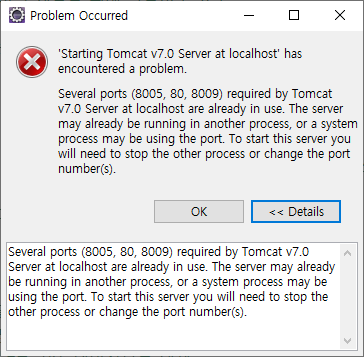 Problem Occurred
'Starting Tomcat v7.0 Server at localhost' has
encountered a problem.
Several ports (8005, 80, 8009) required by Tomcat
v7.0 Server at localhost are already in use. The server
may already be running in another process, or a system
process may be using the port. To start this server you
will need to stop the other process or change the port
number(s).
OK
<< Details
Several ports (8005, 80, 8009) required by Tomcat v7.0
Server at localhost are already in use. The server may already
be running in another process, or a system process may be
using the port. To start this server you will need to stop the
other process or change the port number(s).